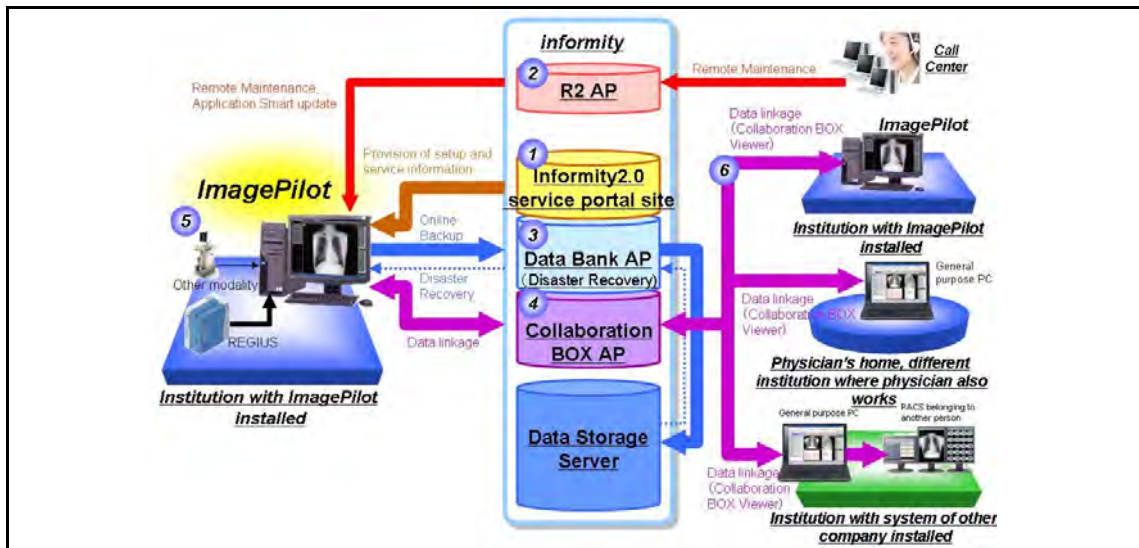 informity
2
R2 AP
Remote Maintenance
Call
Center
Remote Maintenance,
Application Smart update
1
Informity2.0
service portal site
Provision of setup and
service information
ImagePilot
5
Other modality
REGIUS
Institution with ImagePilot
installed
Online
Backup
3
Data Bank AP
(Disaster Recovery)
Disaster
Recovery
4
Collaboration
BOX AP
Data linkage
Data Storage
Server
6
Data linkage
(Collaboration BOX
Viewer)
ImagePilot
Institution with ImagePilot
installed
General
purpose PC
Data linkage
(Collaboration BOX
Viewer)
Physician's home, different
institution where physician also
works
General purpose PC
PACS belonging to
another person
Data linkage
(Collaboration
BOX Viewer)
Institution with system of other
company installed